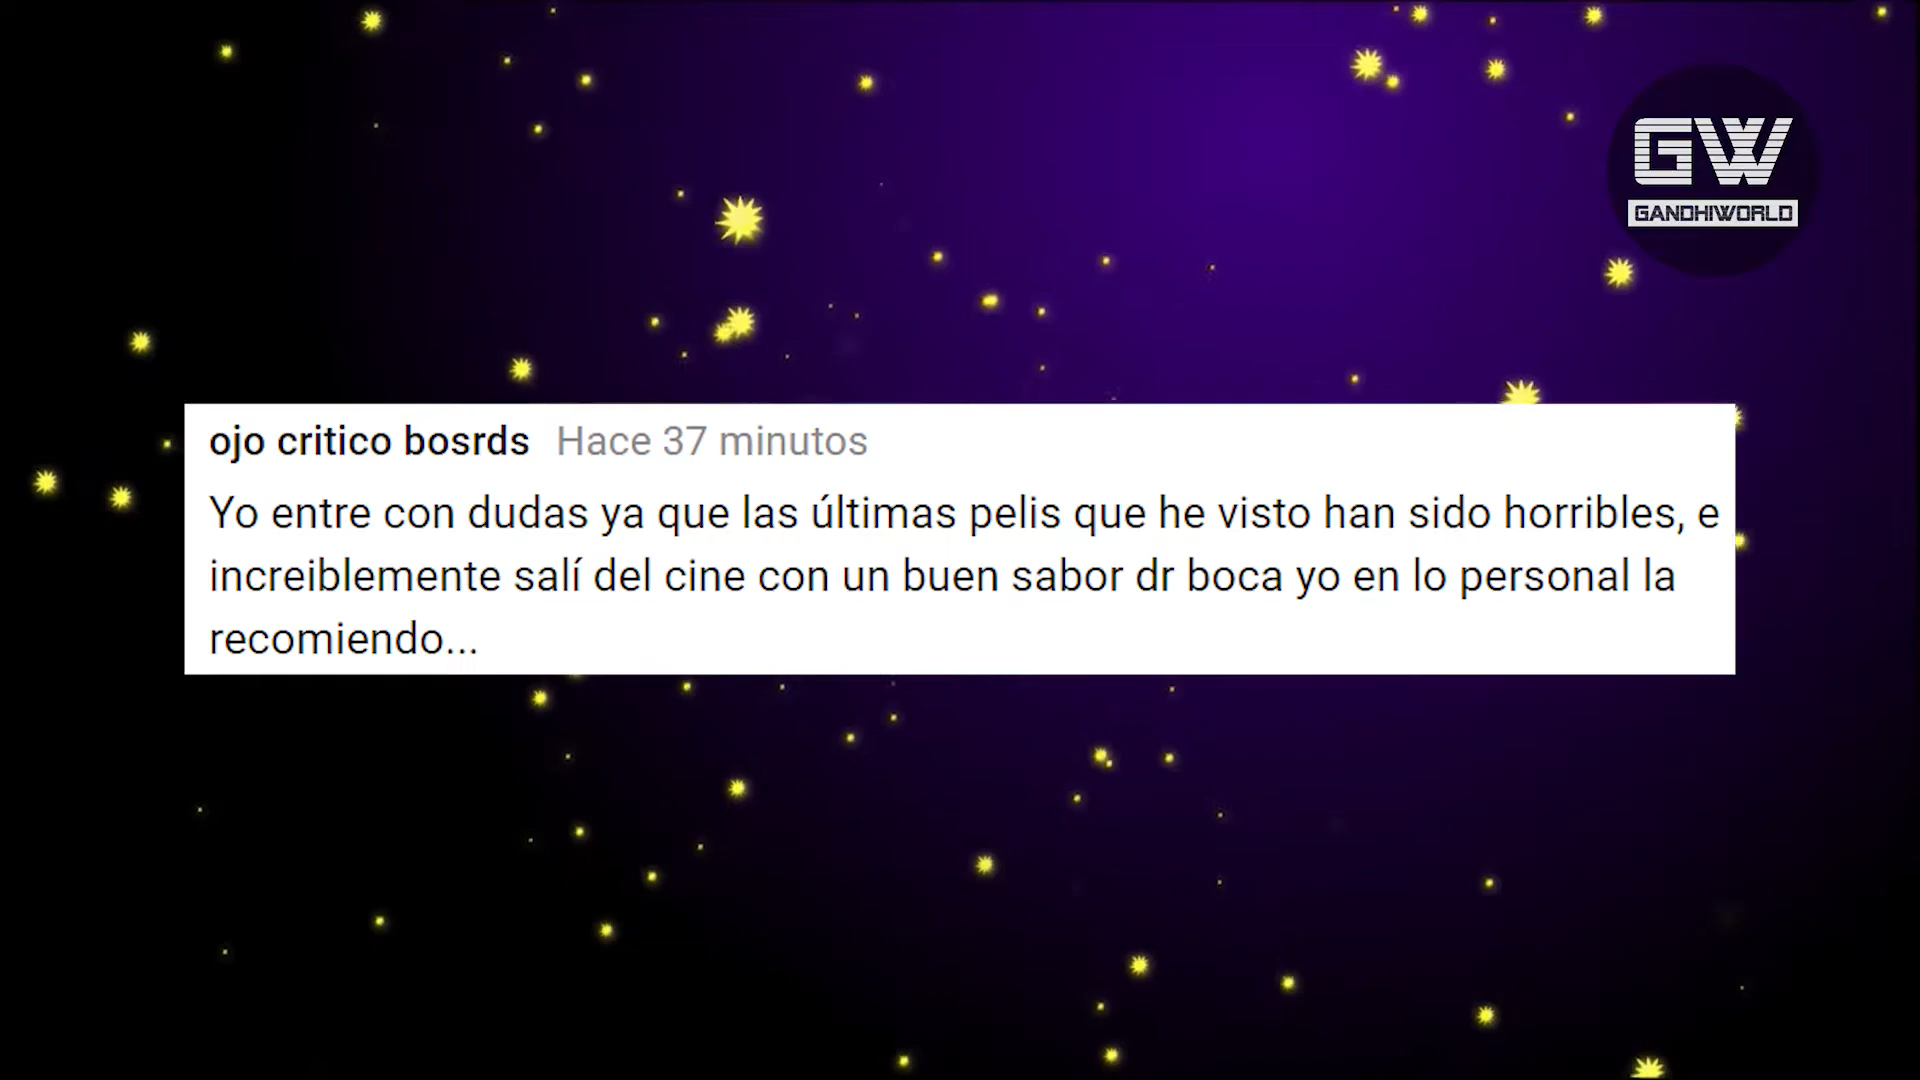 GW
GANDHIWORLD
ojo critico bosrds Hace 37 minutos
Yo entre con dudas ya que las últimas pelis que he visto han sido horribles, e
increiblemente salí del cine con un buen sabor dr boca yo en lo personal la
recomiendo...